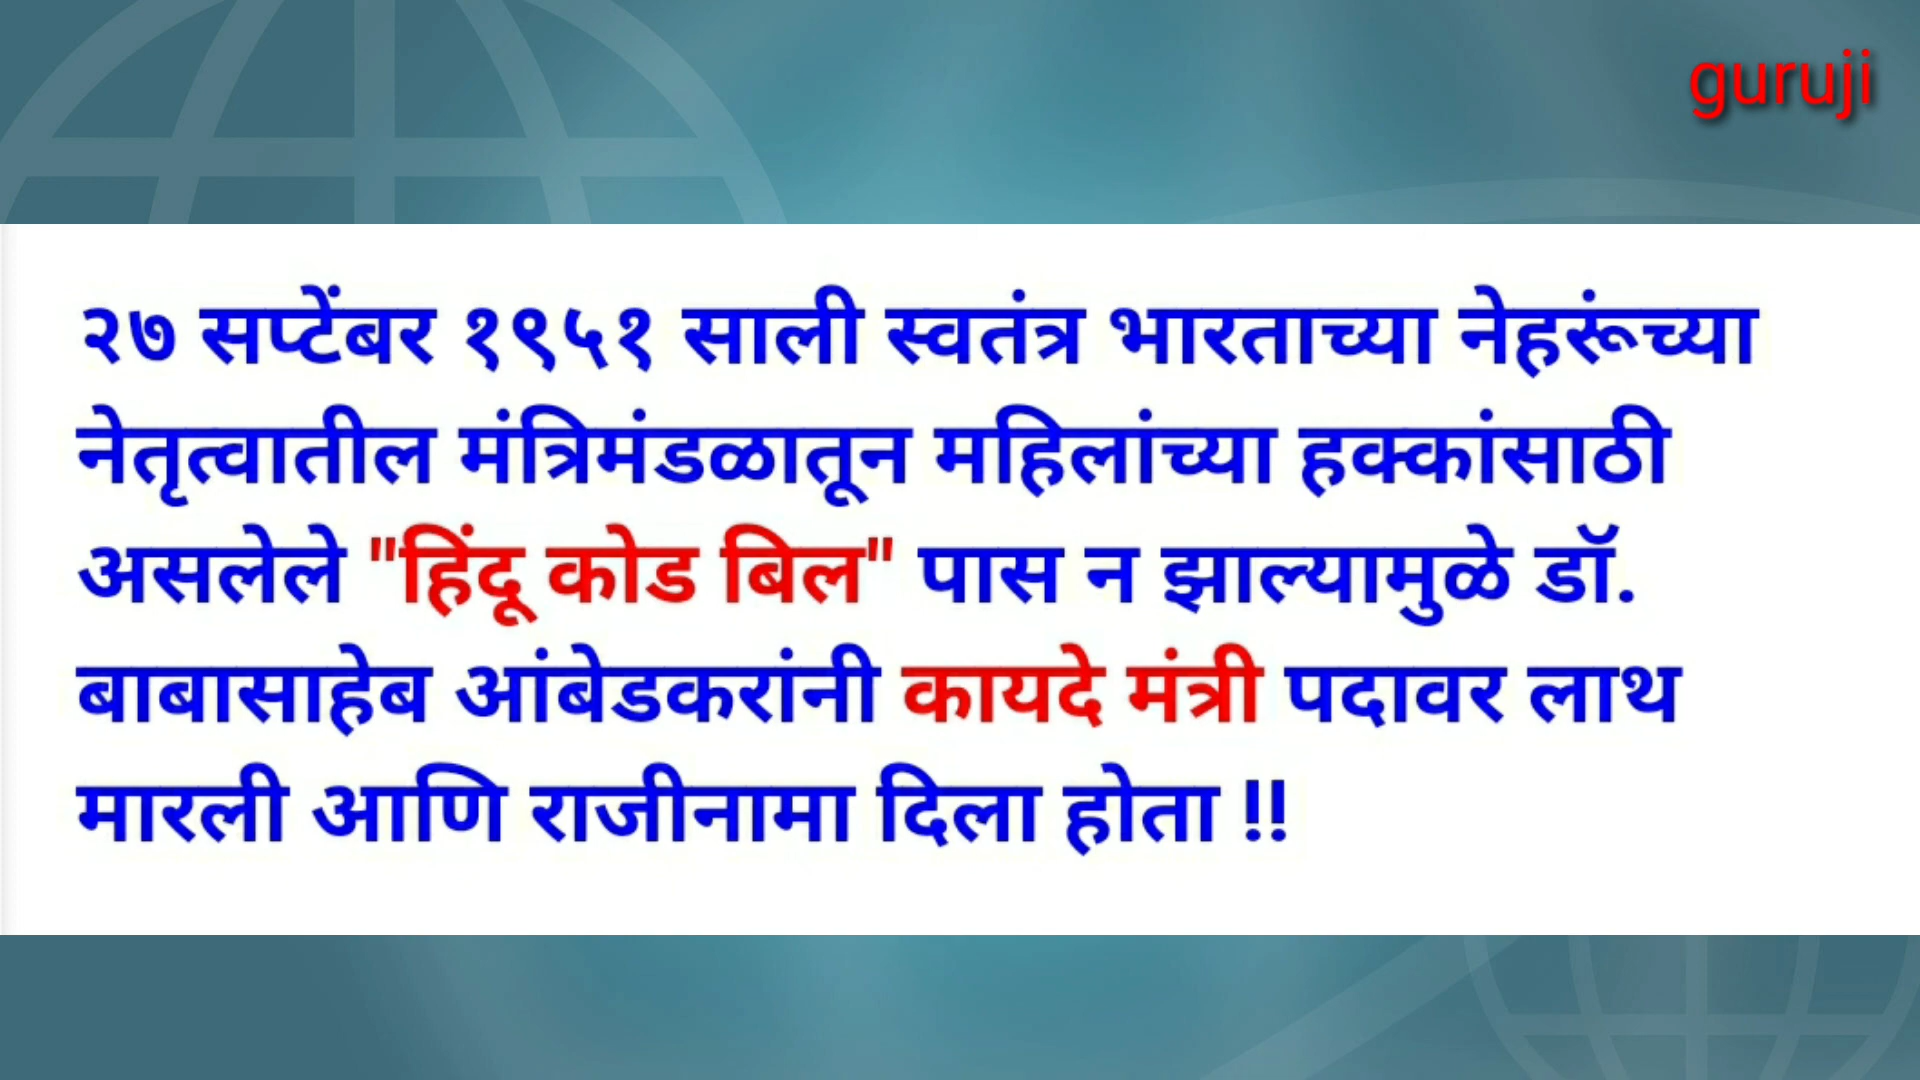 guruji
२७ सप्टेंबर १९५१ साली स्वतंत्र भारताच्या नेहरूंच्या
नेतृत्वातील मंत्रिमंडळातून महिलांच्या हक्कांसाठी
असलेले "हिंदू कोड बिल" पास न झाल्यामुळे डॉ.
बाबासाहेब आंबेडकरांनी कायदे मंत्री पदावर लाथ
मारली आणि राजीनामा दिला होता !!